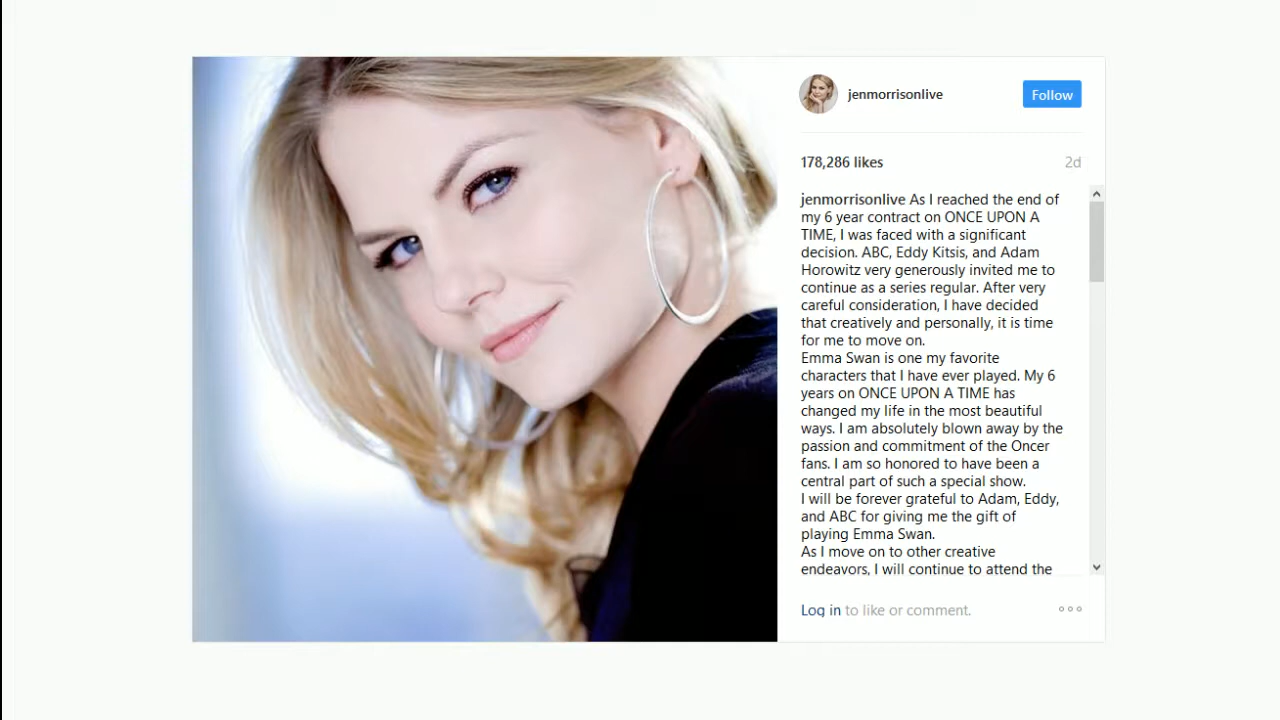 jenmorrisonlive
Follow
178,286 likes
2d
jenmorrisonlive As I reached the end of
my 6 year contract on ONCE UPON A
TIME, I was faced with a significant
decision. ABC, Eddy Kitsis, and Adam
Horowitz very generously invited me to
continue as a series regular. After very
careful consideration, I have decided
that creatively and personally, it is time
for me to move on.
Emma Swan is one my favorite
characters that I have ever played. My 6
years on ONCE UPON A TIME has
changed my life in the most beautiful
ways. I am absolutely blown away by the
passion and commitment of the Oncer
fans. I am so honored to have been a
central part of such a special show.
I will be forever grateful to Adam, Eddy,
and ABC for giving me the gift of
playing Emma Swan.
As I move on to other creative
endeavors, I will continue to attend the
Log in to like or comment.